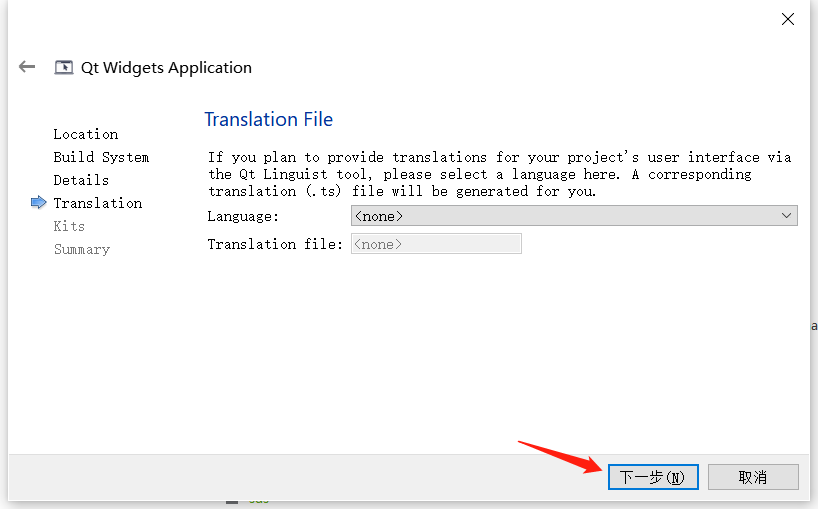 Qt Widgets Application
Location
Build System
Details
Translation
Kits
Summary
Translation File
If you plan to provide translations for your project's user interface via
the Qt Linguist tool, please select a language here. A corresponding
translation (.ts) file will be generated for you.
Language: <none>
Translation file: <none>
下一步(N) 取消